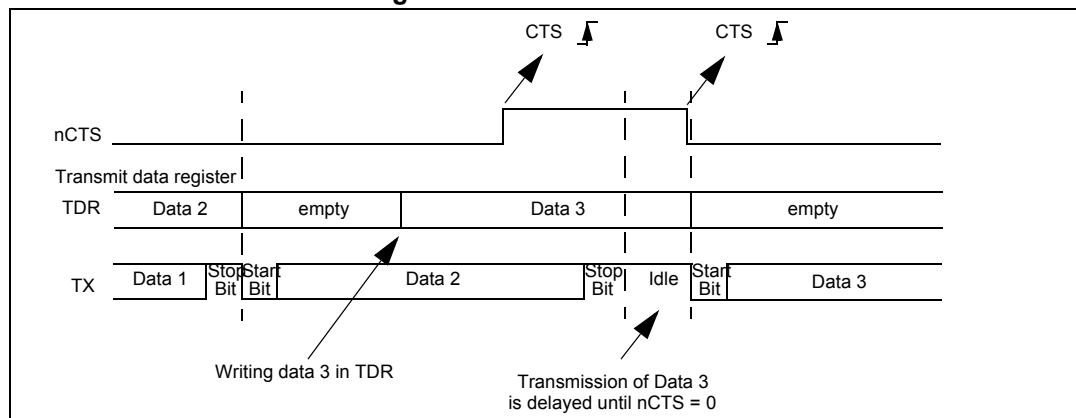 CTS CTS
nCTS
Transmit data register
TDR Data 2 empty Data 3 empty
TX Data 1 Stop Bit Start Bit Data 2 Stop Bit Idle Start Bit Data 3
Writing data 3 in TDR
Transmission of Data 3
is delayed until nCTS = 0